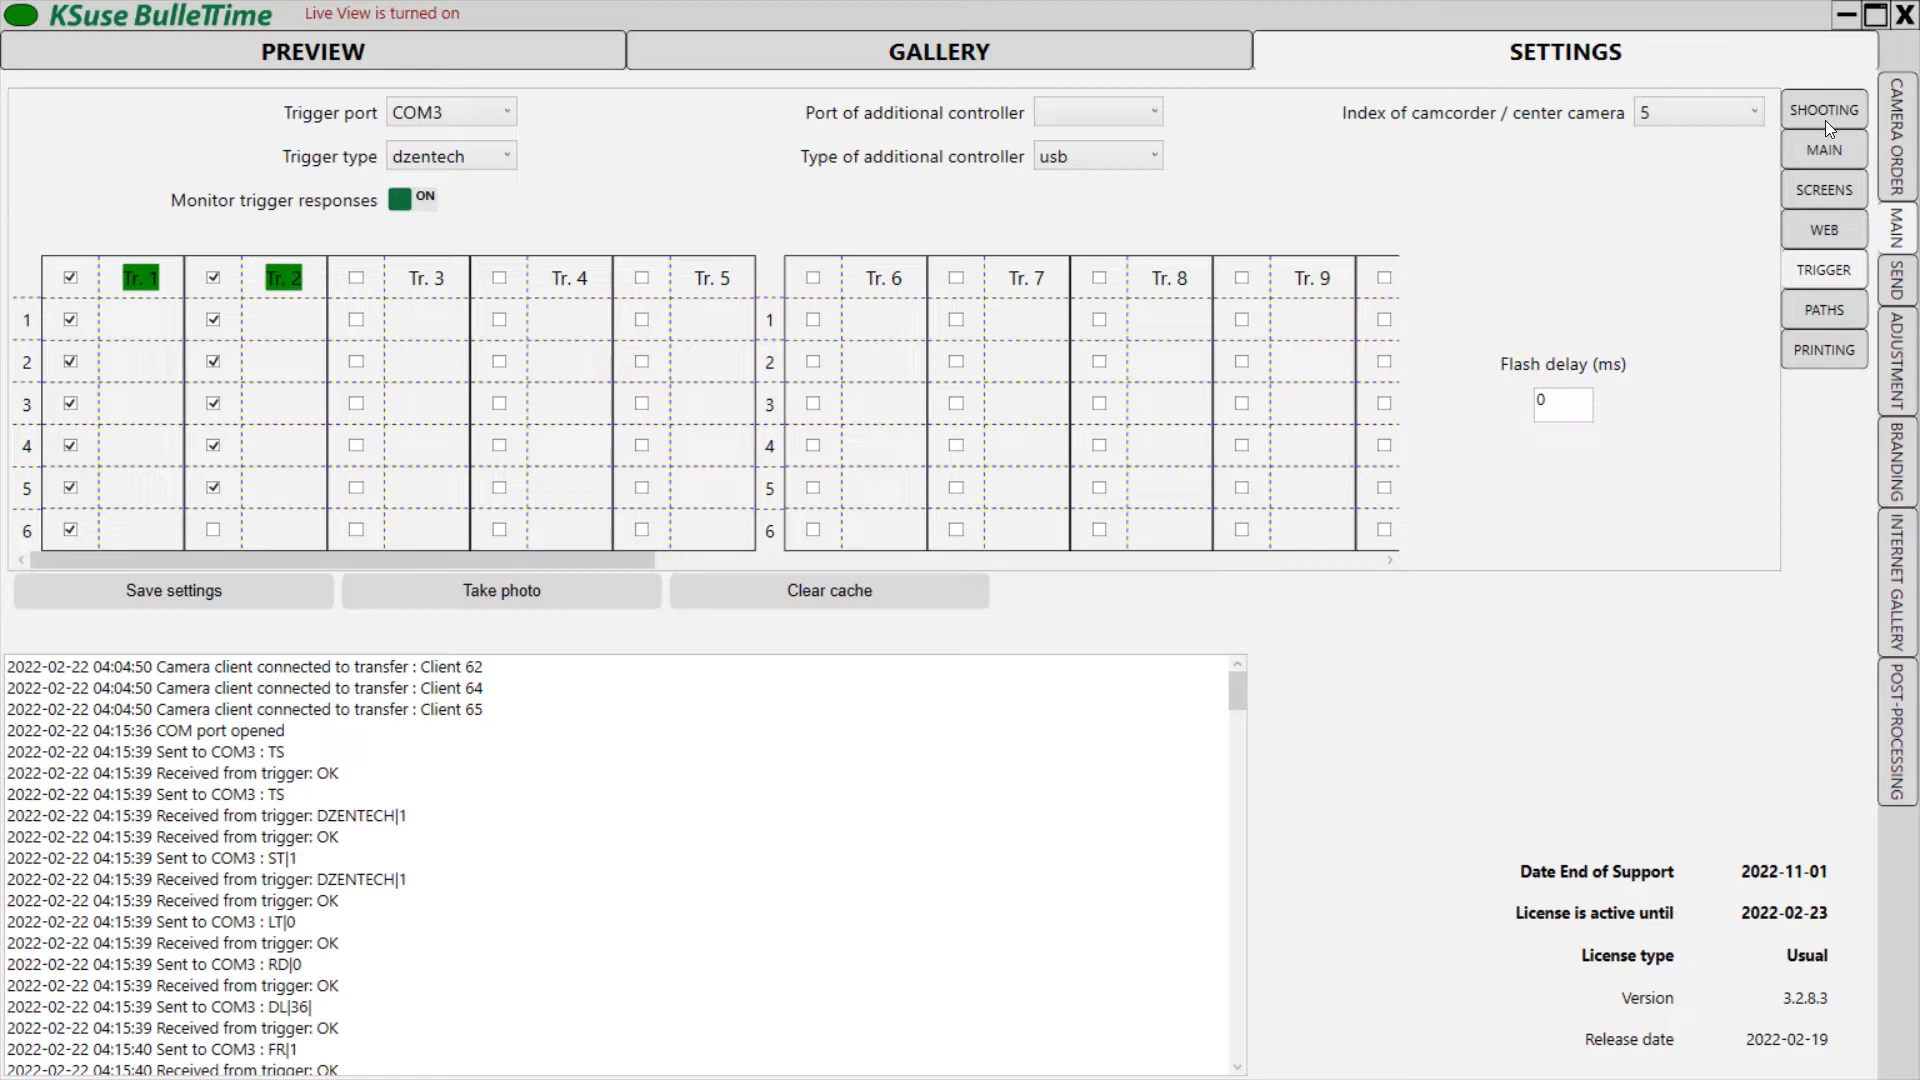 KSuse BulleTime
Live View is turned on
PREVIEW
GALLERY
SETTINGS
Trigger port COM3
Port of additional controller
Index of camcorder / center camera 5
Trigger type dzentech
Type of additional controller usb
Monitor trigger responses ON
Tr. 1 Tr. 2 Tr. 3 Tr. 4 Tr. 5 Tr. 6 Tr. 7 Tr. 8 Tr. 9
1 1
2 2
3 3
4 4
5 5
6 6
Flash delay (ms)
0
SHOOTING
MAIN
SCREENS
WEB
TRIGGER
PATHS
PRINTING
CAMERA ORDER
MAIN
SEND
ADJUSTMENT
BRANDING
INTERNET GALLERY
POST-PROCESSING
Save settings
Take photo
Clear cache
2022-02-22 04:04:50 Camera client connected to transfer : Client 62
2022-02-22 04:04:50 Camera client connected to transfer : Client 64
2022-02-22 04:04:50 Camera client connected to transfer : Client 65
2022-02-22 04:15:36 COM port opened
2022-02-22 04:15:39 Sent to COM3 : TS
2022-02-22 04:15:39 Received from trigger: OK
2022-02-22 04:15:39 Sent to COM3 : TS
2022-02-22 04:15:39 Received from trigger: DZENTECH|1
2022-02-22 04:15:39 Received from trigger: OK
2022-02-22 04:15:39 Sent to COM3 : ST|1
2022-02-22 04:15:39 Received from trigger: DZENTECH|1
2022-02-22 04:15:39 Received from trigger: OK
2022-02-22 04:15:39 Sent to COM3 : LT|0
2022-02-22 04:15:39 Received from trigger: OK
2022-02-22 04:15:39 Sent to COM3 : RD|0
2022-02-22 04:15:39 Received from trigger: OK
2022-02-22 04:15:39 Sent to COM3 : DL|36|
2022-02-22 04:15:39 Received from trigger: OK
2022-02-22 04:15:40 Sent to COM3 : FR|1
2022-02-22 04:15:40 Received from trigger: OK
Date End of Support 2022-11-01
License is active until 2022-02-23
License type Usual
Version 3.2.8.3
Release date 2022-02-19